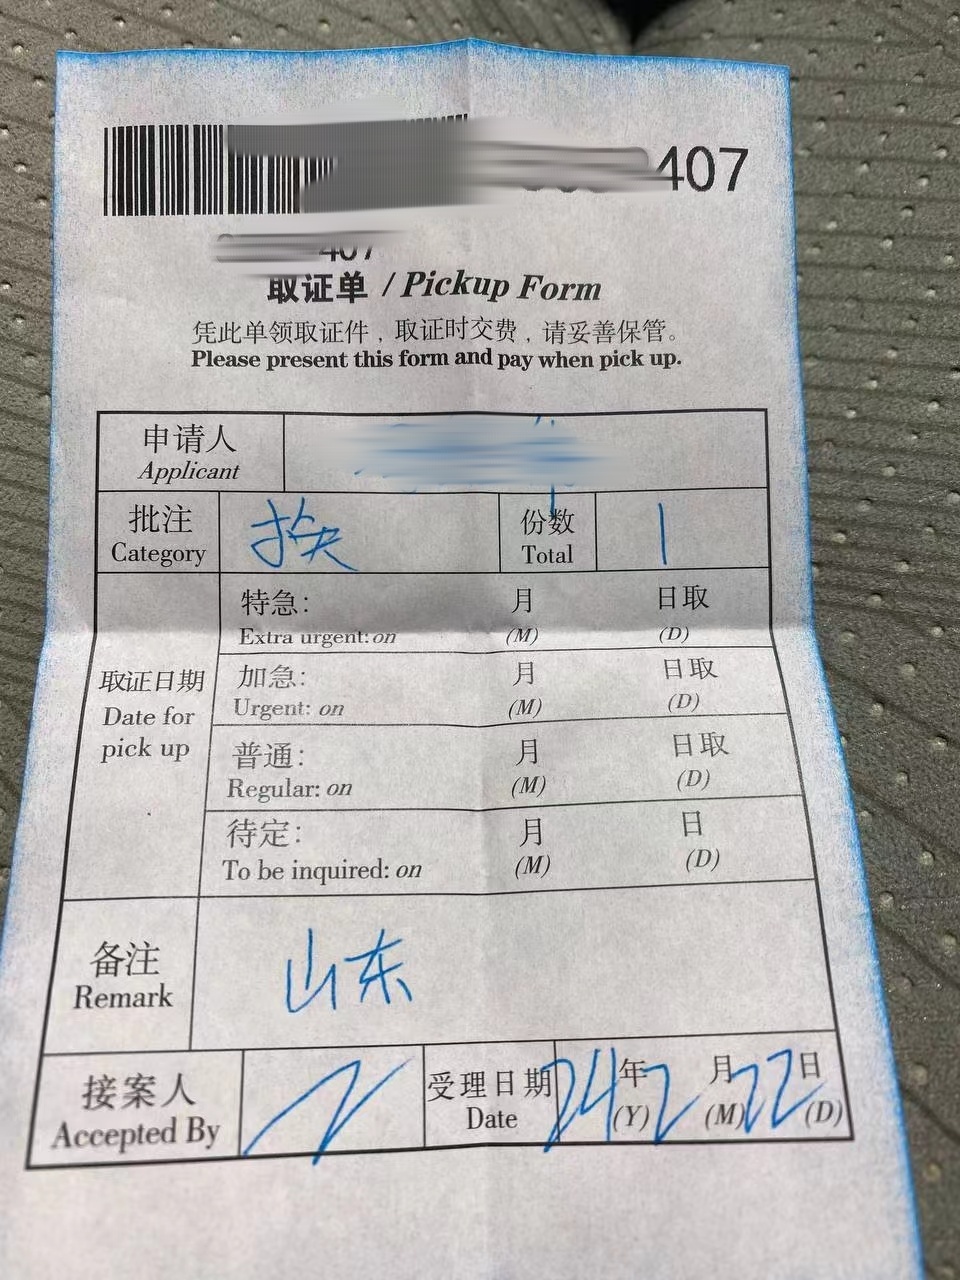 407
407
取证单 / Pickup Form
凭此单领取证件，取证时交费，请妥善保管。
Please present this form and pay when pick up.
申请人
Applicant
批注 换 份数 1
Category Total
特急： 月 日取
Extra urgent: on (M) (D)
取证日期 加急： 月 日取
Date for pick up Urgent: on (M) (D)
普通： 月 日取
Regular: on (M) (D)
待定： 月 日
To be inquired: on (M) (D)
备注 山东
Remark
接案人 受理日期 24年 2月 22日
Accepted By Date (Y) (M) (D)